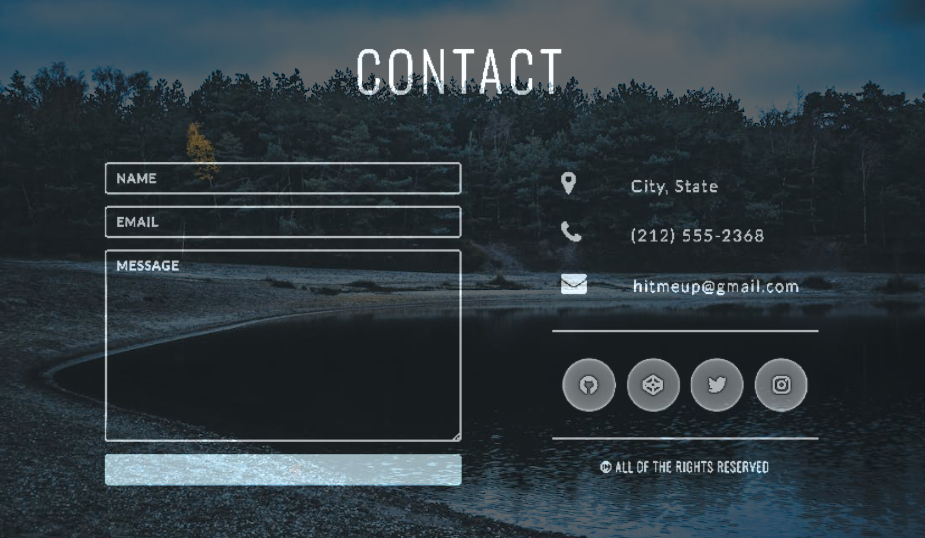 CONTACT
NAME
EMAIL
MESSAGE
City, State
(212) 555-2368
hitmeup@gmail.com
© ALL OF THE RIGHTS RESERVED